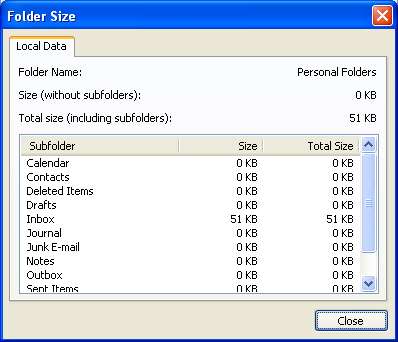 Folder Size
Local Data
Folder Name: Personal Folders
Size (without subfolders): 0 KB
Total size (including subfolders): 51 KB
Subfolder Size Total Size
Calendar 0 KB 0 KB
Contacts 0 KB 0 KB
Deleted Items 0 KB 0 KB
Drafts 0 KB 0 KB
Inbox 51 KB 51 KB
Journal 0 KB 0 KB
Junk E-mail 0 KB 0 KB
Notes 0 KB 0 KB
Outbox 0 KB 0 KB
Sent Items 0 KB 0 KB
Close